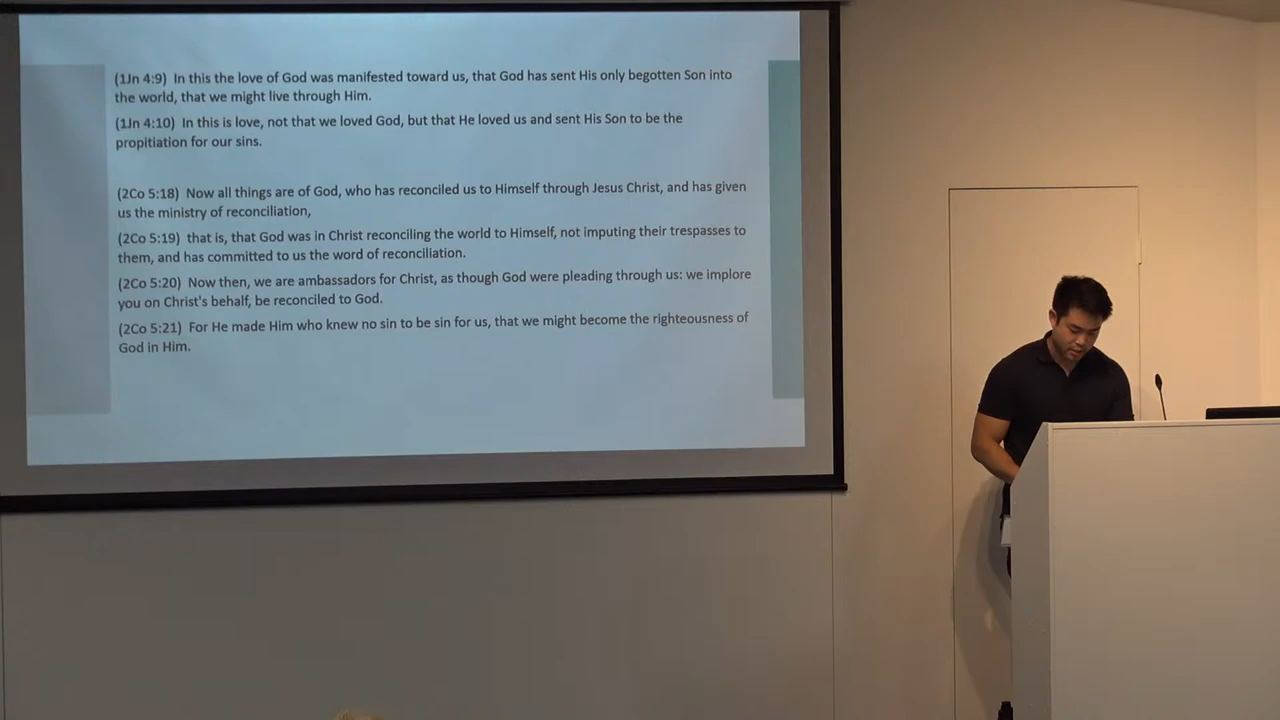 (1Jn 4:9) In this the love of God was manifested toward us, that God has sent His only begotten Son into
the world, that we might live through Him.
(1Jn 4:10) In this is love, not that we loved God, but that He loved us and sent His Son to be the
propitiation for our sins.
(2Co 5:18) Now all things are of God, who has reconciled us to Himself through Jesus Christ, and has given
us the ministry of reconciliation,
(2Co 5:19) that is, that God was in Christ reconciling the world to Himself, not imputing their trespasses to
them, and has committed to us the word of reconciliation.
(2Co 5:20) Now then, we are ambassadors for Christ, as though God were pleading through us: we implore
you on Christ's behalf, be reconciled to God.
(2Co 5:21) For He made Him who knew no sin to be sin for us, that we might become the righteousness of
God in Him.